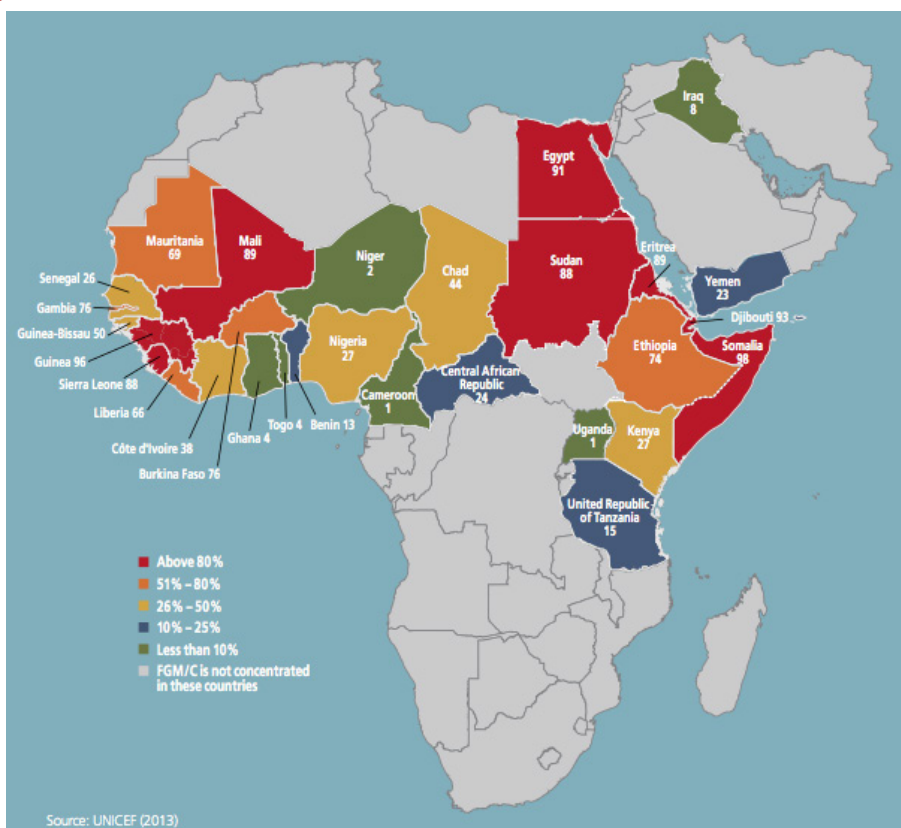 Iraq
8
Egypt
91
Mauritania
69
Mali
89
Niger
2
Chad
44
Sudan
88
Eritrea
89
Yemen
23
Senegal 26
Gambia 76
Guinea-Bissau 50
Guinea 96
Sierra Leone 88
Liberia 66
Côte d'Ivoire 38
Burkina Faso 76
Ghana 4
Togo 4
Benin 13
Nigeria
27
Cameroon
1
Central African
Republic
24
Djibouti 93
Ethiopia
74
Somalia
98
Uganda
1
Kenya
27
United Republic
of Tanzania
15
Above 80%
51% – 80%
26% – 50%
10% – 25%
Less than 10%
FGM/C is not concentrated
in these countries
Source: UNICEF (2013)